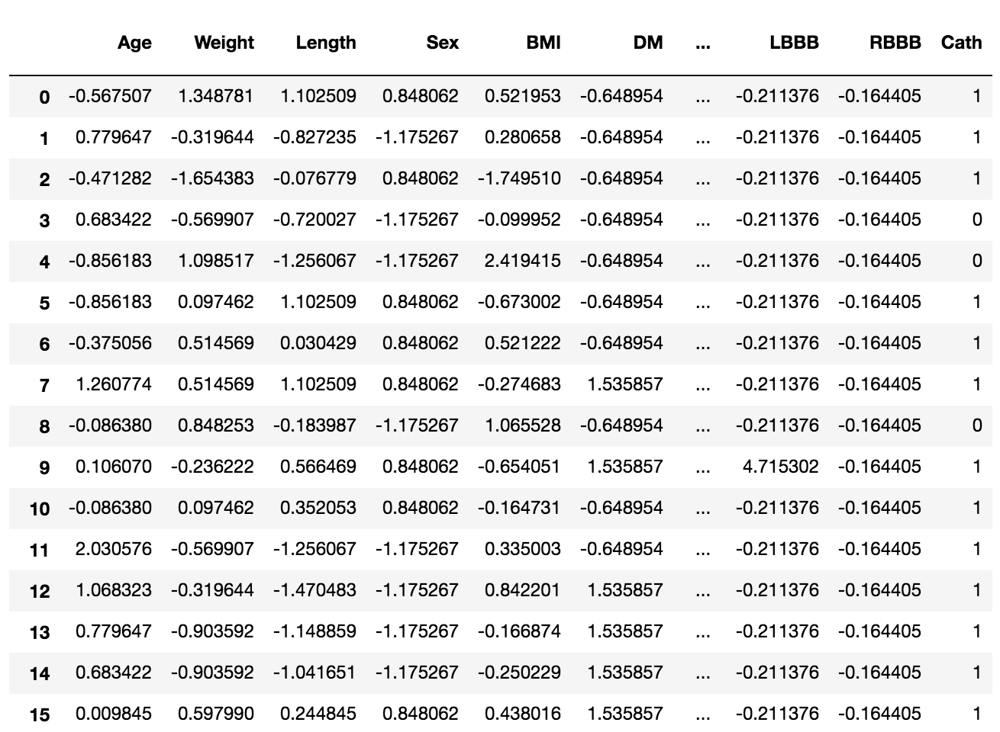 Age Weight Length Sex BMI DM ... LBBB RBBB Cath
0 -0.567507 1.348781 1.102509 0.848062 0.521953 -0.648954 ... -0.211376 -0.164405 1
1 0.779647 -0.319644 -0.827235 -1.175267 0.280658 -0.648954 ... -0.211376 -0.164405 1
2 -0.471282 -1.654383 -0.076779 0.848062 -1.749510 -0.648954 ... -0.211376 -0.164405 1
3 0.683422 -0.569907 -0.720027 -1.175267 -0.099952 -0.648954 ... -0.211376 -0.164405 0
4 -0.856183 1.098517 -1.256067 -1.175267 2.419415 -0.648954 ... -0.211376 -0.164405 0
5 -0.856183 0.097462 1.102509 0.848062 -0.673002 -0.648954 ... -0.211376 -0.164405 1
6 -0.375056 0.514569 0.030429 0.848062 0.521222 -0.648954 ... -0.211376 -0.164405 1
7 1.260774 0.514569 1.102509 0.848062 -0.274683 1.535857 ... -0.211376 -0.164405 1
8 -0.086380 0.848253 -0.183987 -1.175267 1.065528 -0.648954 ... -0.211376 -0.164405 0
9 0.106070 -0.236222 0.566469 0.848062 -0.654051 1.535857 ... 4.715302 -0.164405 1
10 -0.086380 0.097462 0.352053 0.848062 -0.164731 -0.648954 ... -0.211376 -0.164405 1
11 2.030576 -0.569907 -1.256067 -1.175267 0.335003 -0.648954 ... -0.211376 -0.164405 1
12 1.068323 -0.319644 -1.470483 -1.175267 0.842201 1.535857 ... -0.211376 -0.164405 1
13 0.779647 -0.903592 -1.148859 -1.175267 -0.166874 1.535857 ... -0.211376 -0.164405 1
14 0.683422 -0.903592 -1.041651 -1.175267 -0.250229 1.535857 ... -0.211376 -0.164405 1
15 0.009845 0.597990 0.244845 0.848062 0.438016 1.535857 ... -0.211376 -0.164405 1